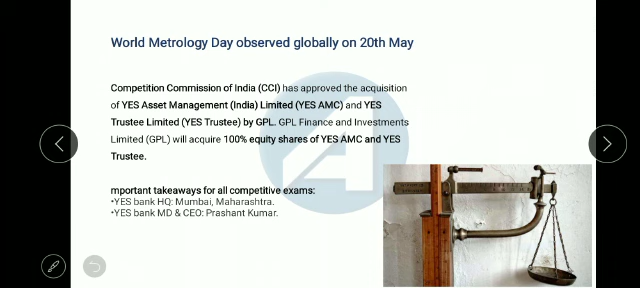 World Metrology Day observed globally on 20th May
Competition Commission of India (CCI) has approved the acquisition
of YES Asset Management (India) Limited (YES AMC) and YES
Trustee Limited (YES Trustee) by GPL. GPL Finance and Investments
Limited (GPL) will acquire 100% equity shares of YES AMC and YES
Trustee.
mportant takeaways for all competitive exams:
•YES bank HQ: Mumbai, Maharashtra.
•YES bank MD & CEO: Prashant Kumar.